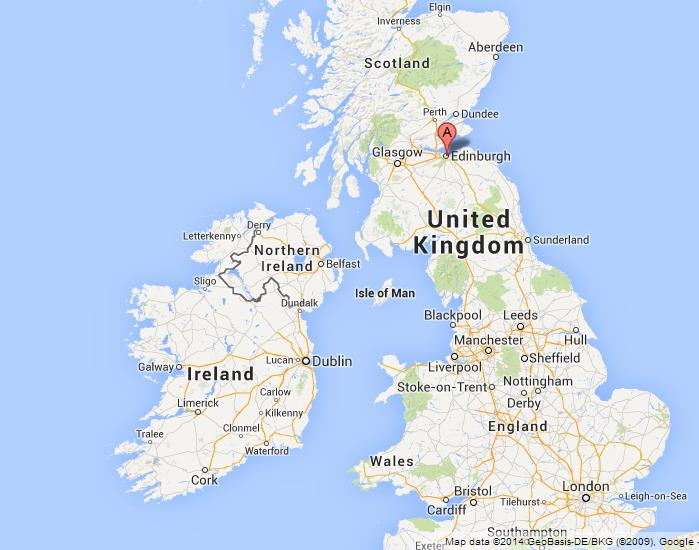 Elgin
Inverness
Aberdeen
Scotland
Perth
Dundee
A
Glasgow
Edinburgh
United
Kingdom
Derry
Letterkenny
Northern
Ireland
Belfast
Sunderland
Sligo
Isle of Man
Dundalk
Blackpool
Leeds
Hull
Manchester
Lucan
Dublin
Liverpool
Sheffield
Galway
Ireland
Stoke-on-Trent
Nottingham
Carlow
Derby
Limerick
Kilkenny
England
Tralee
Clonmel
Waterford
Wales
Cork
Bristol
London
Leigh-on-Sea
Cardiff
Tilehurst
Southampton
Exeter
Map data ©2014 GeoBasis-DE/BKG (©2009), Google